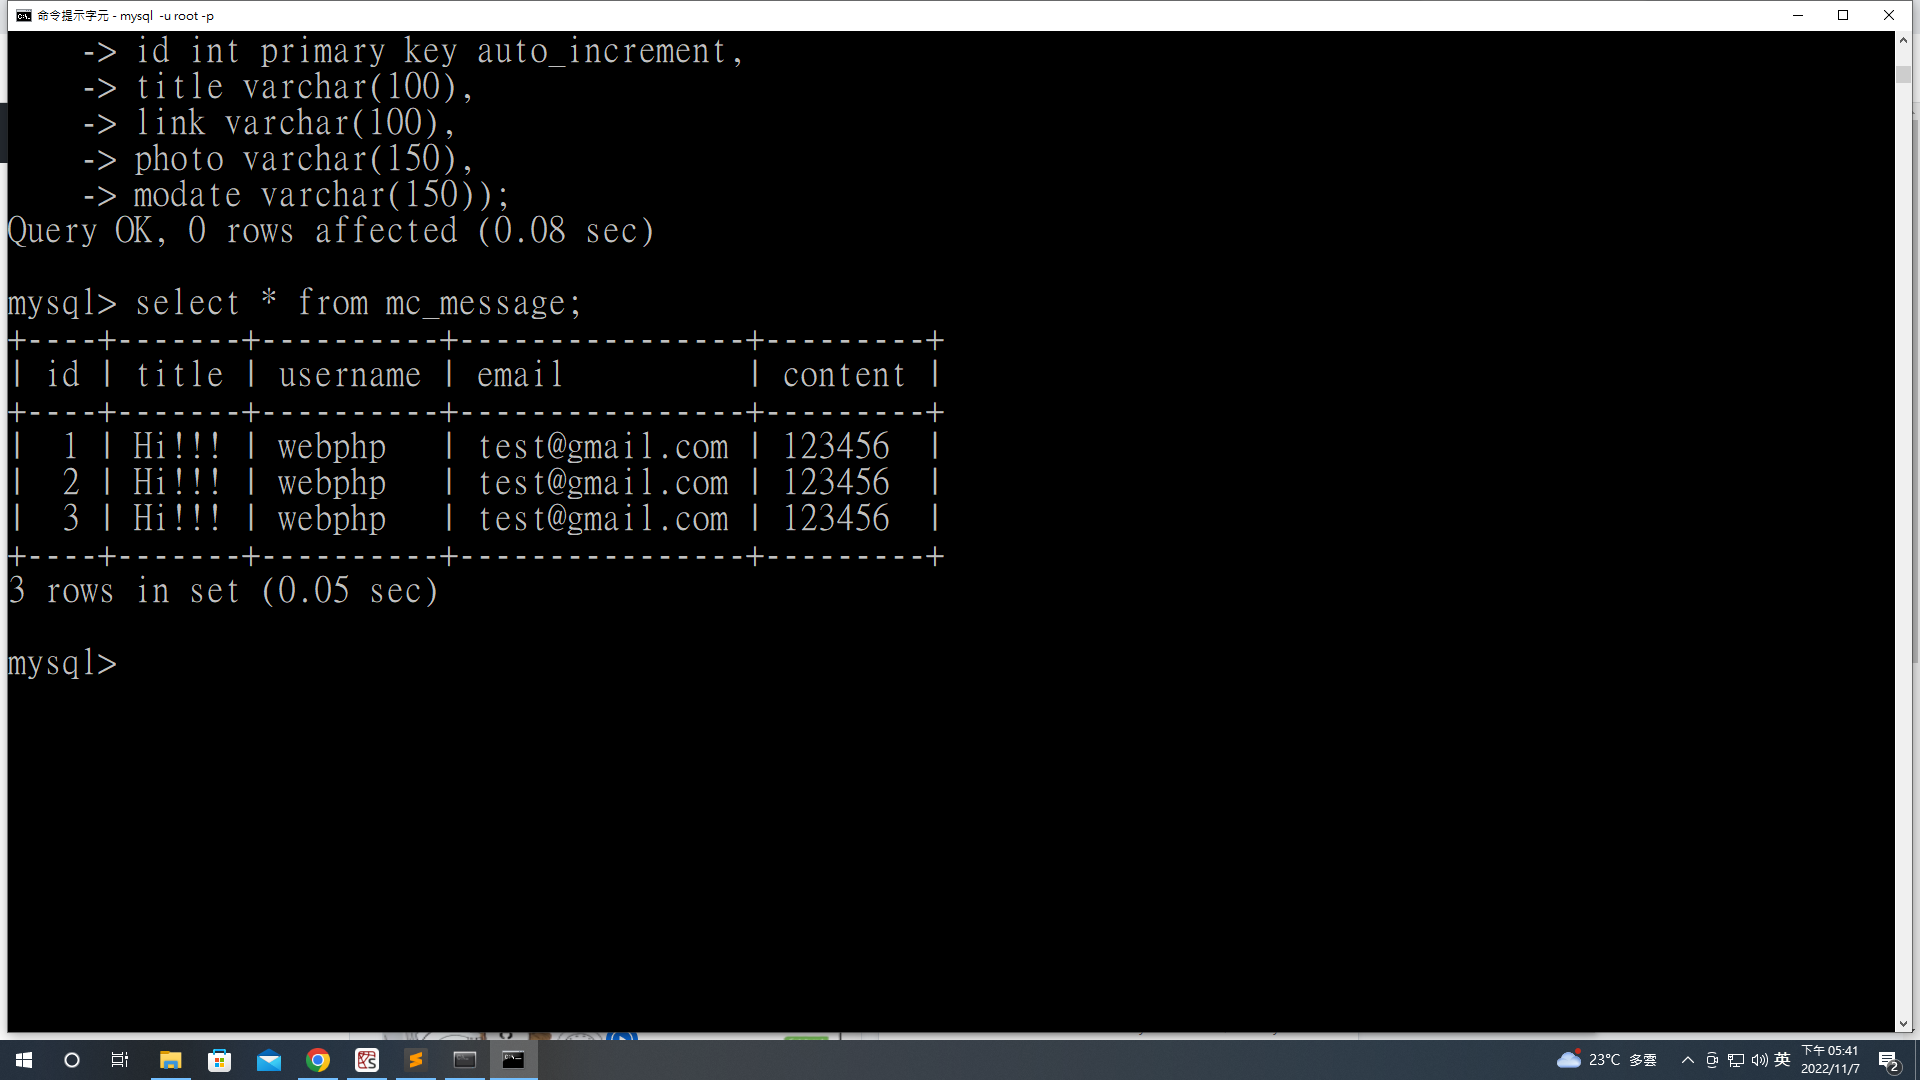 命令提示字元 - mysql -u root -p
-> id int primary key auto_increment,
-> title varchar(100),
-> link varchar(100),
-> photo varchar(150),
-> modate varchar(150));
Query OK, 0 rows affected (0.08 sec)
mysql> select * from mc_message;
+----+-------+----------+----------------+---------+
| id | title | username | email          | content |
+----+-------+----------+----------------+---------+
|  1 | Hi!!! | webphp   | test@gmail.com | 123456  |
|  2 | Hi!!! | webphp   | test@gmail.com | 123456  |
|  3 | Hi!!! | webphp   | test@gmail.com | 123456  |
+----+-------+----------+----------------+---------+
3 rows in set (0.05 sec)
mysql>
23°C 多雲
英
下午 05:41
2022/11/7
2